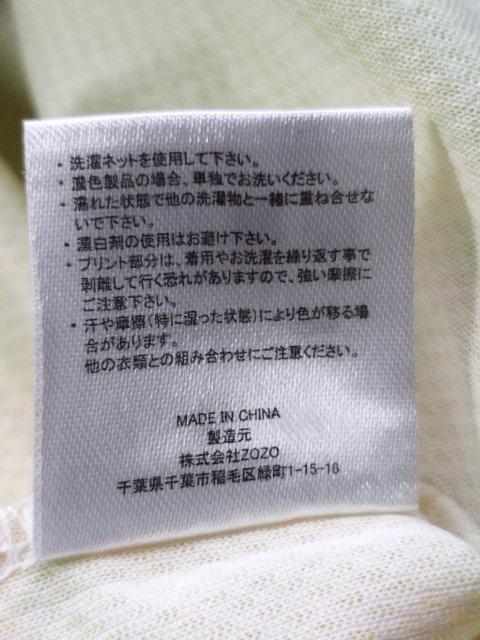 ・洗濯ネットを使用して下さい。
・濃色製品の場合、単独でお洗いください。
・濡れた状態で他の洗濯物と一緒に重ね合せな
いで下さい。
・漂白剤の使用はお避け下さい。
・プリント部分は、着用やお洗濯を繰り返す事で
剥離して行く恐れがありますので、強い摩擦に
ご注意下さい。
・汗や摩擦(特に湿った状態)により色が移る場
合があります。
他の衣類との組み合わせにご注意ください。
MADE IN CHINA
製造元
株式会社ZOZO
千葉県千葉市稲毛区緑町1-15-16